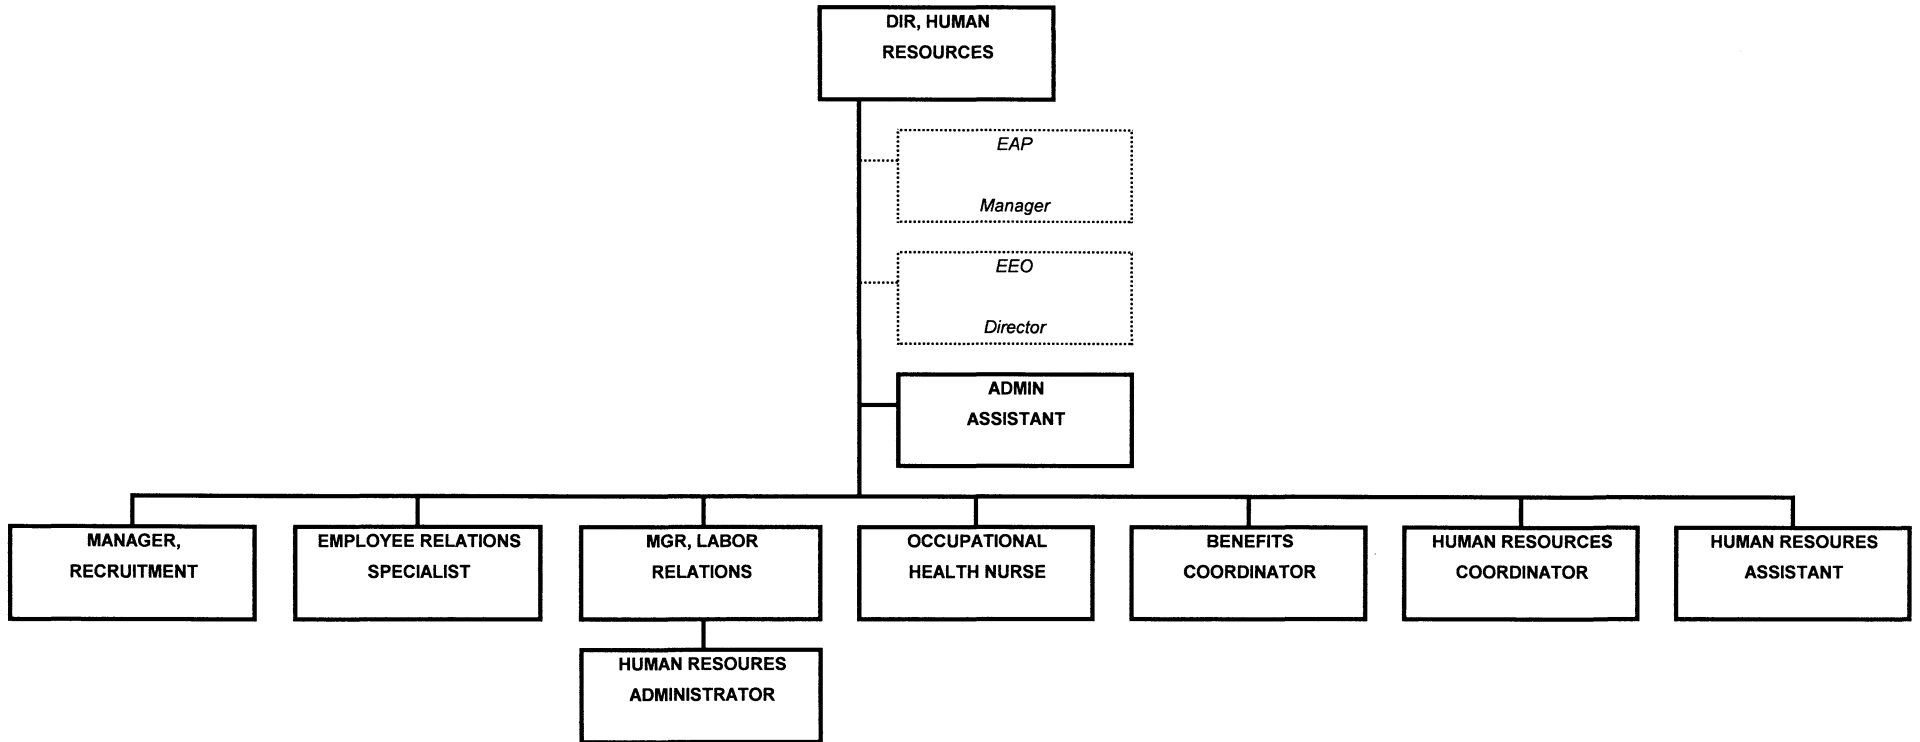 DIR, HUMAN
RESOURCES
EAP
Manager
EEO
Director
ADMIN
ASSISTANT
MANAGER,
RECRUITMENT
EMPLOYEE RELATIONS
SPECIALIST
MGR, LABOR
RELATIONS
OCCUPATIONAL
HEALTH NURSE
BENEFITS
COORDINATOR
HUMAN RESOURCES
COORDINATOR
HUMAN RESOURES
ASSISTANT
HUMAN RESOURES
ADMINISTRATOR